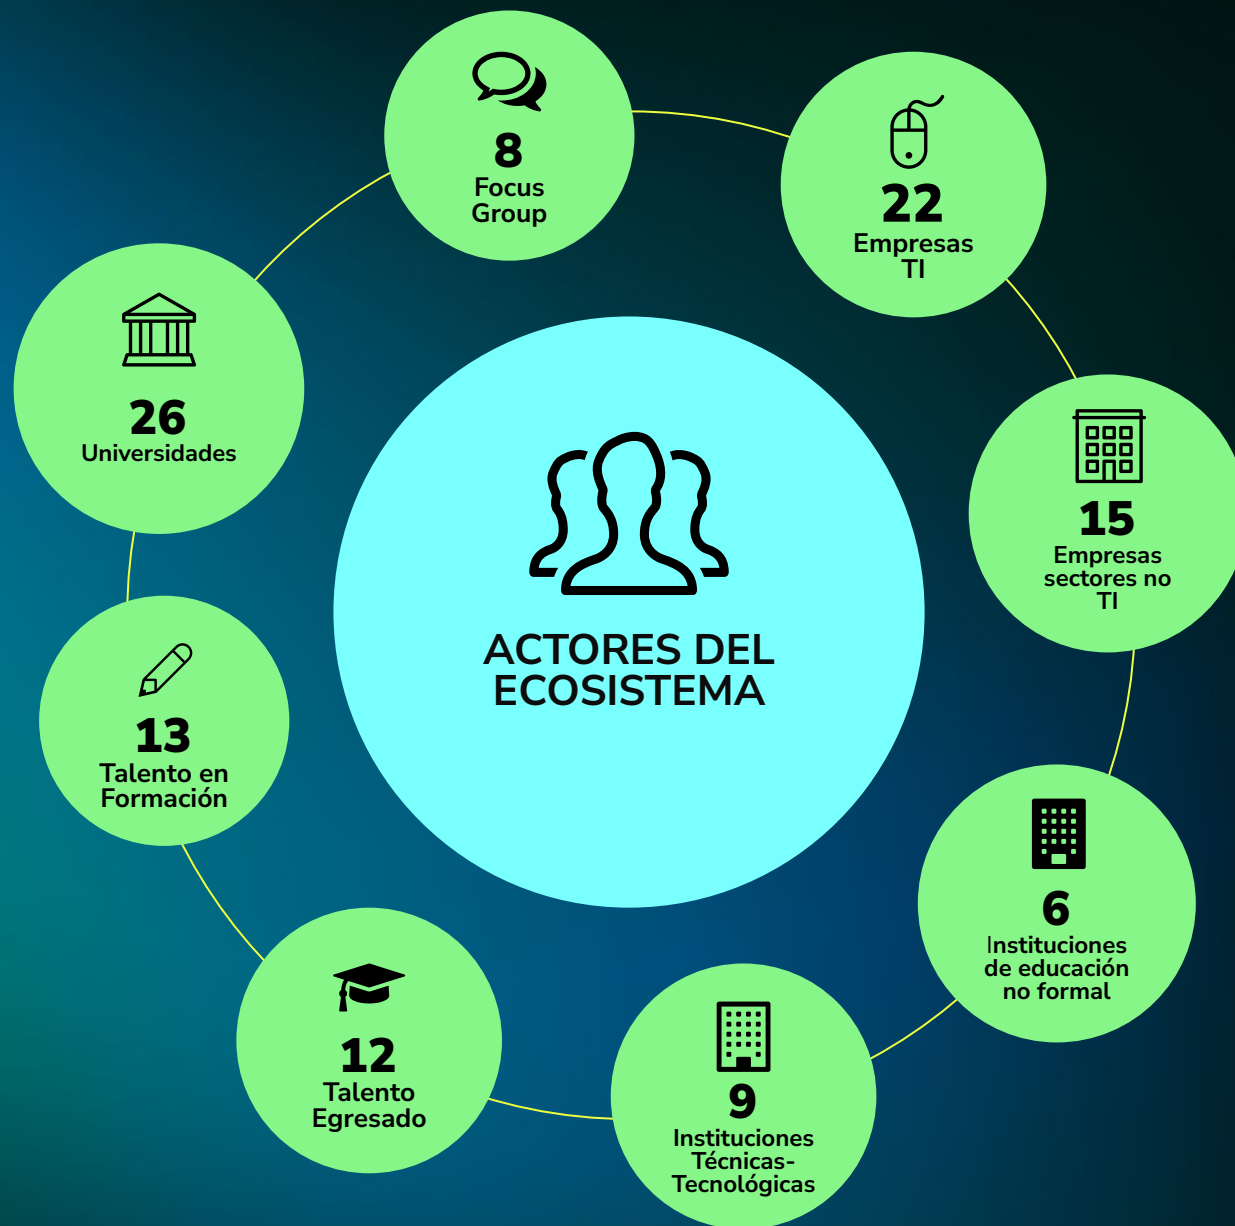 8
Focus
Group
22
Empresas
TI
15
Empresas
sectores no
TI
6
Instituciones
de educación
no formal
9
Instituciones
Técnicas-
Tecnológicas
12
Talento
Egresado
13
Talento en
Formación
26
Universidades
ACTORES DEL
ECOSISTEMA